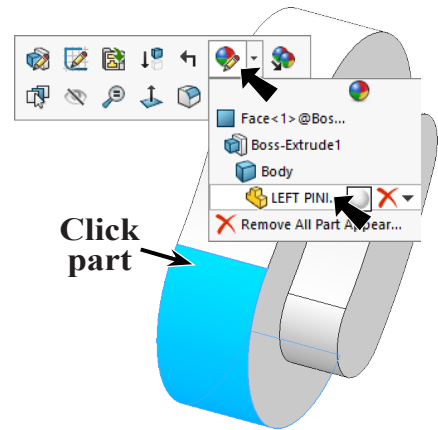 Face<1>@Bos...
Boss-Extrude1
Body
LEFT PINI...
Remove All Part Appear...
Click
part